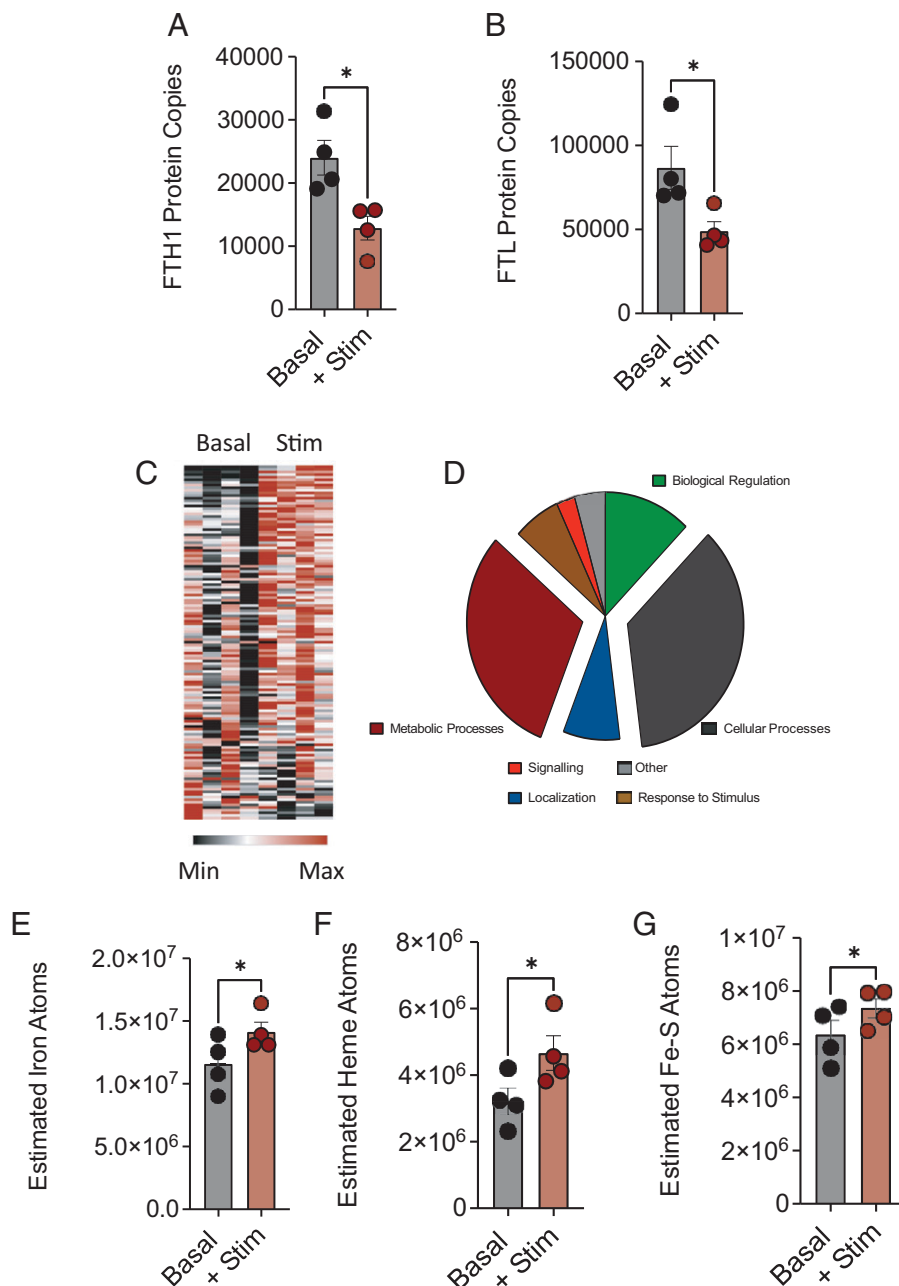 A
FTH1 Protein Copies
40000
30000
20000
10000
0
*
Basal
+ Stim
B
FTL Protein Copies
150000
100000
50000
0
*
Basal
+ Stim
C
Basal Stim
Min Max
D
Biological Regulation
Metabolic Processes
Cellular Processes
Signalling
Other
Localization
Response to Stimulus
E
Estimated Iron Atoms
2.0×10⁷
1.5×10⁷
1.0×10⁷
5.0×10⁶
0.0
*
Basal
+ Stim
F
Estimated Heme Atoms
8×10⁶
6×10⁶
4×10⁶
2×10⁶
0
*
Basal
+ Stim
G
Estimated Fe-S Atoms
1×10⁷
8×10⁶
6×10⁶
4×10⁶
2×10⁶
0
*
Basal
+ Stim